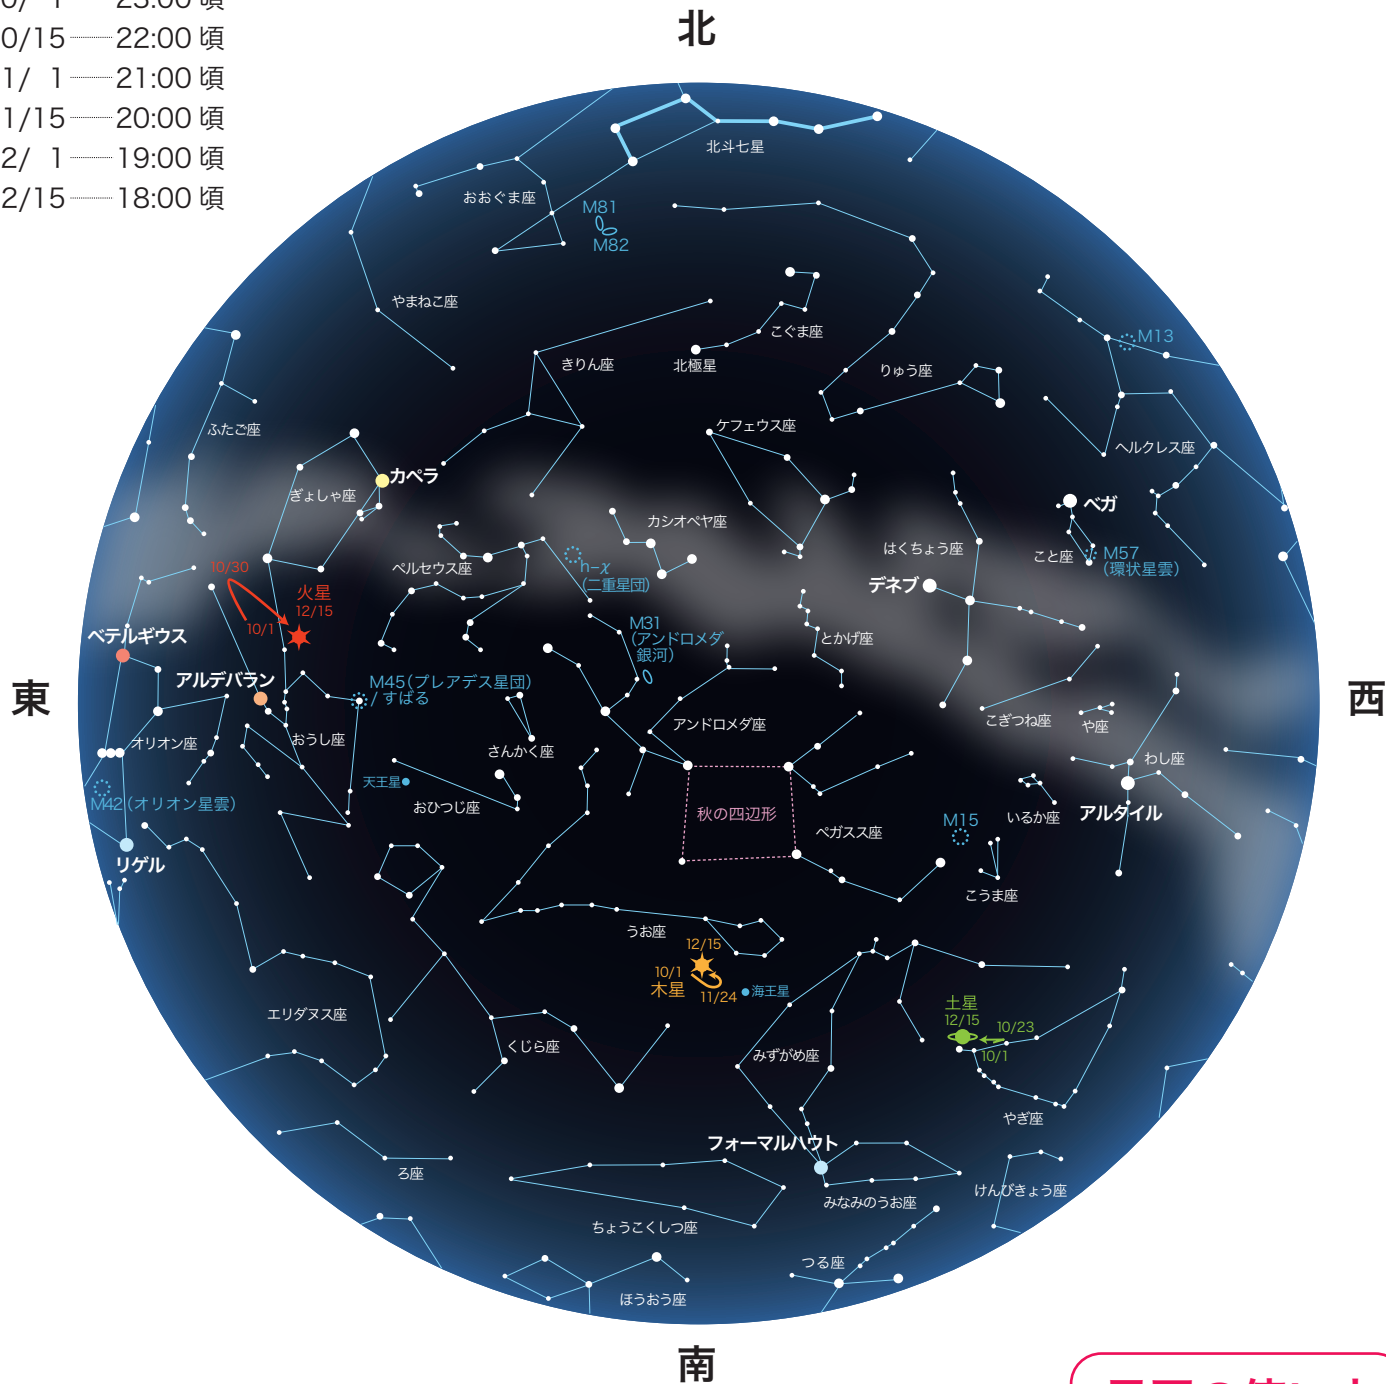 0/15 22:00 頃
1/ 1 21:00 頃
1/15 20:00 頃
2/ 1 19:00 頃
2/15 18:00 頃
北
北斗七星
おおぐま座
M81
M82
やまねこ座
こぐま座
北極星
きりん座
りゅう座
M13
ヘルクレス座
ふたご座
ケフェウス座
カペラ
ぎょしゃ座
カシオペヤ座
ベガ
はくちょう座
こと座
M57
(環状星雲)
ペルセウス座
h-χ
(二重星団)
デネブ
10/30
火星
12/15
10/1
M31
(アンドロメダ
銀河)
とかげ座
ベテルギウス
アルデバラン
M45(プレアデス星団)
/ すばる
東
西
アンドロメダ座
こぎつね座
や座
オリオン座
おうし座
さんかく座
わし座
天王星
おひつじ座
M42(オリオン星雲)
秋の四辺形
ペガスス座
M15
いるか座
アルタイル
リゲル
こうま座
うお座
12/15
10/1
木星
11/24
海王星
土星
12/15
10/23
10/1
エリダヌス座
くじら座
みずがめ座
やぎ座
フォーマルハウト
ろ座
みなみのうお座
けんびきょう座
ちょうこくしつ座
つる座
ほうおう座
南